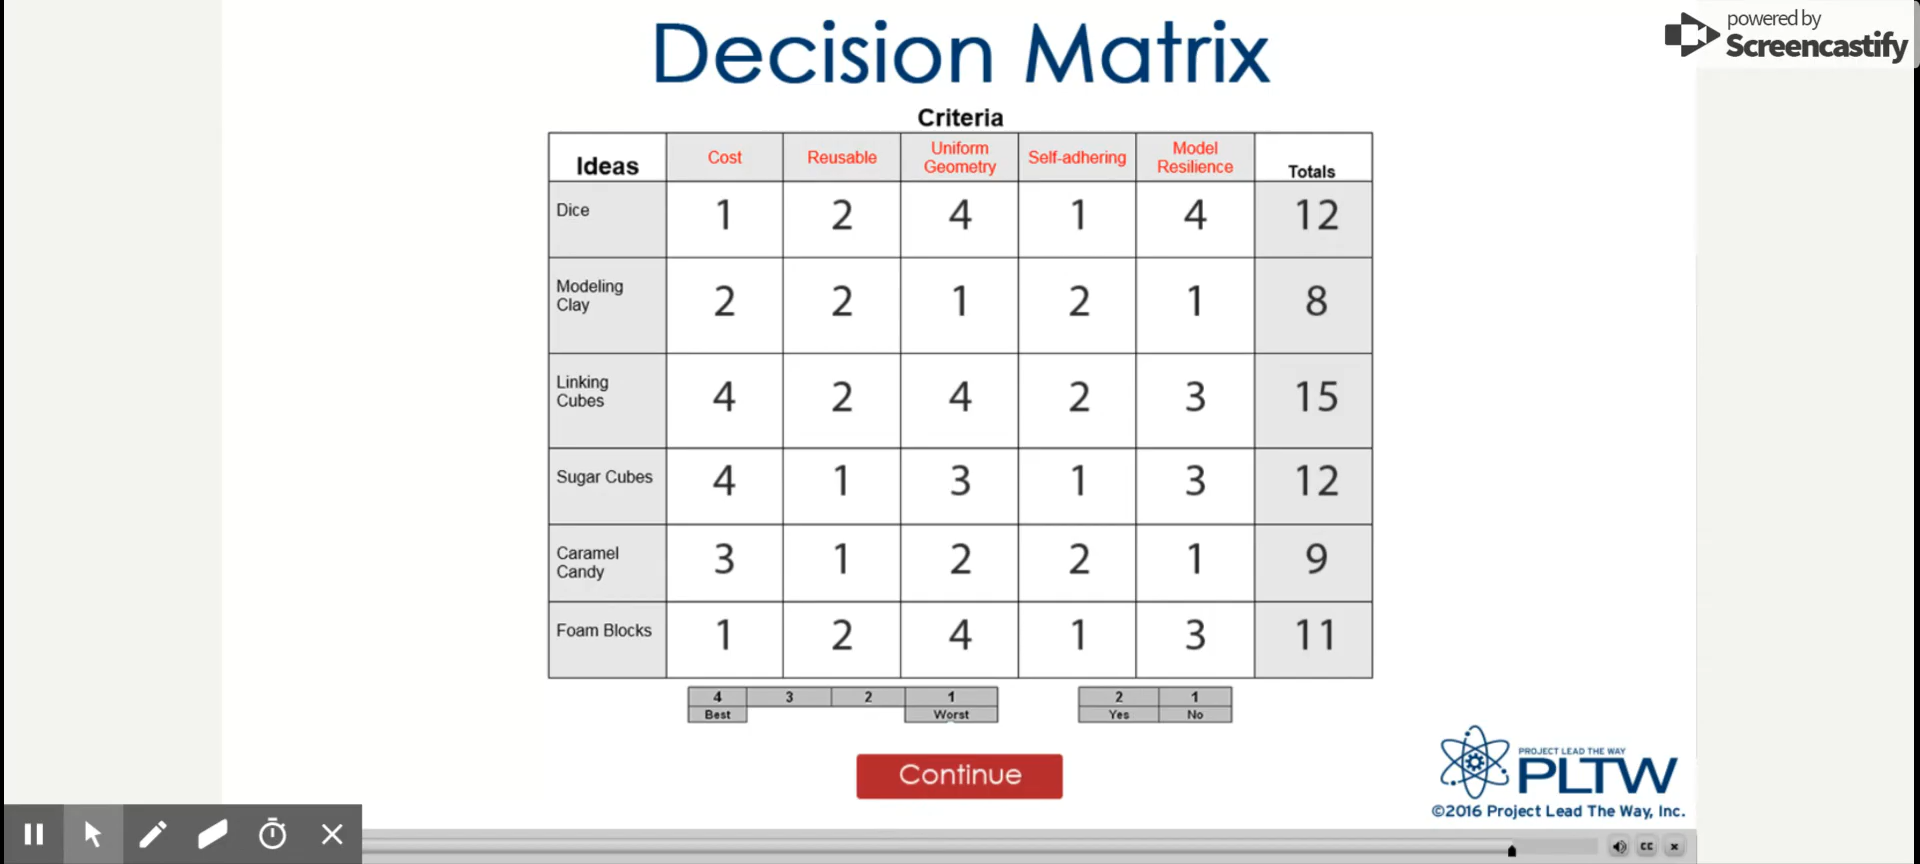 powered by
Screencastify
Decision Matrix
Criteria
Ideas Cost Reusable Uniform Geometry Self-adhering Model Resilience Totals
Dice 1 2 4 1 4 12
Modeling Clay 2 2 1 2 1 8
Linking Cubes 4 2 4 2 3 15
Sugar Cubes 4 1 3 1 3 12
Caramel Candy 3 1 2 2 1 9
Foam Blocks 1 2 4 1 3 11
4 3 2 1
Best Worst
2 1
Yes No
Continue
PROJECT LEAD THE WAY
PLTW
©2016 Project Lead The Way, Inc.
CC